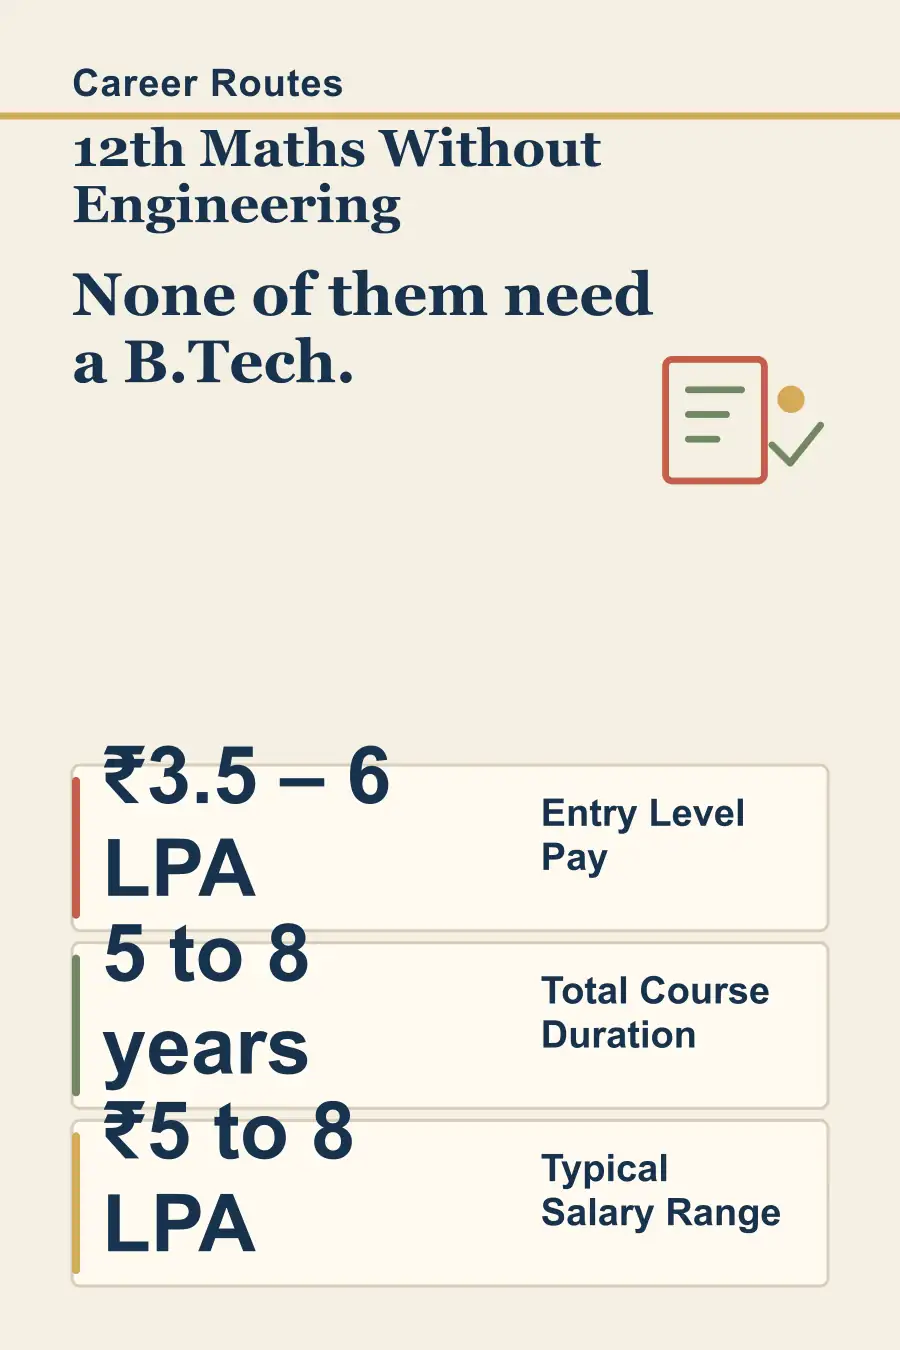 Career Routes
12th Maths Without
Engineering
None of them need
a B.Tech.
₹3.5 – 6
LPA
Entry Level
Pay
5 to 8
years
Total Course
Duration
₹5 to 8
LPA
Typical
Salary Range